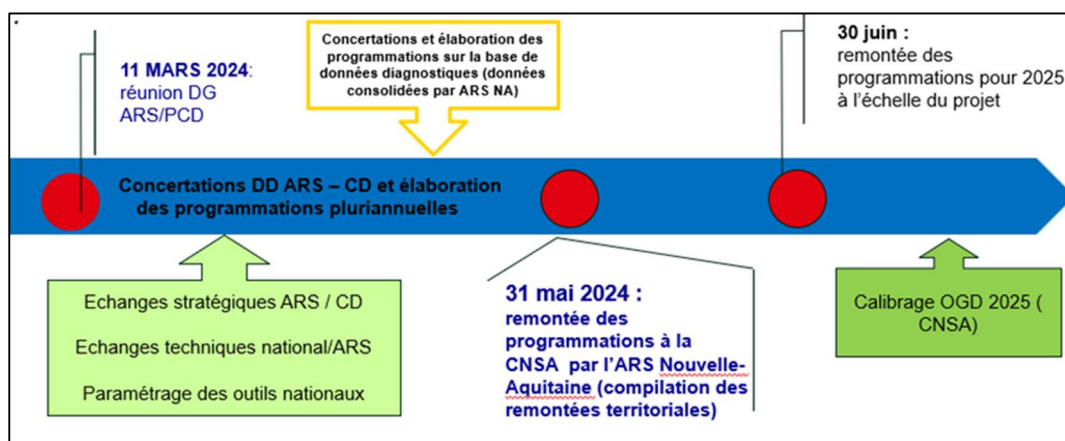 11 MARS 2024:
réunion DG
ARS/PCD
Concertations et élaboration des
programmations sur la base de
données diagnostiques (données
consolidées par ARS NA)
30 juin :
remontée des
programmations pour 2025
à l'échelle du projet
Concertations DD ARS – CD et élaboration
des programmations pluriannuelles
Echanges stratégiques ARS / CD
Echanges techniques national/ARS
Paramétrage des outils nationaux
31 mai 2024 :
remontée des
programmations à la
CNSA par l'ARS Nouvelle-
Aquitaine (compilation des
remontées territoriales)
Calibrage OGD 2025 (
CNSA)